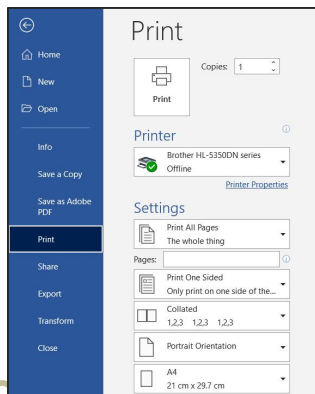 Print
Home
New
Open
Info
Save a Copy
Save as Adobe
PDF
Print
Share
Export
Transform
Close
Print
Copies: 1
Printer
Brother HL-5350DN series
Offline
Printer Properties
Settings
Print All Pages
The whole thing
Pages:
Print One Sided
Only print on one side of the...
Collated
1,2,3 1,2,3 1,2,3
Portrait Orientation
A4
21 cm x 29.7 cm